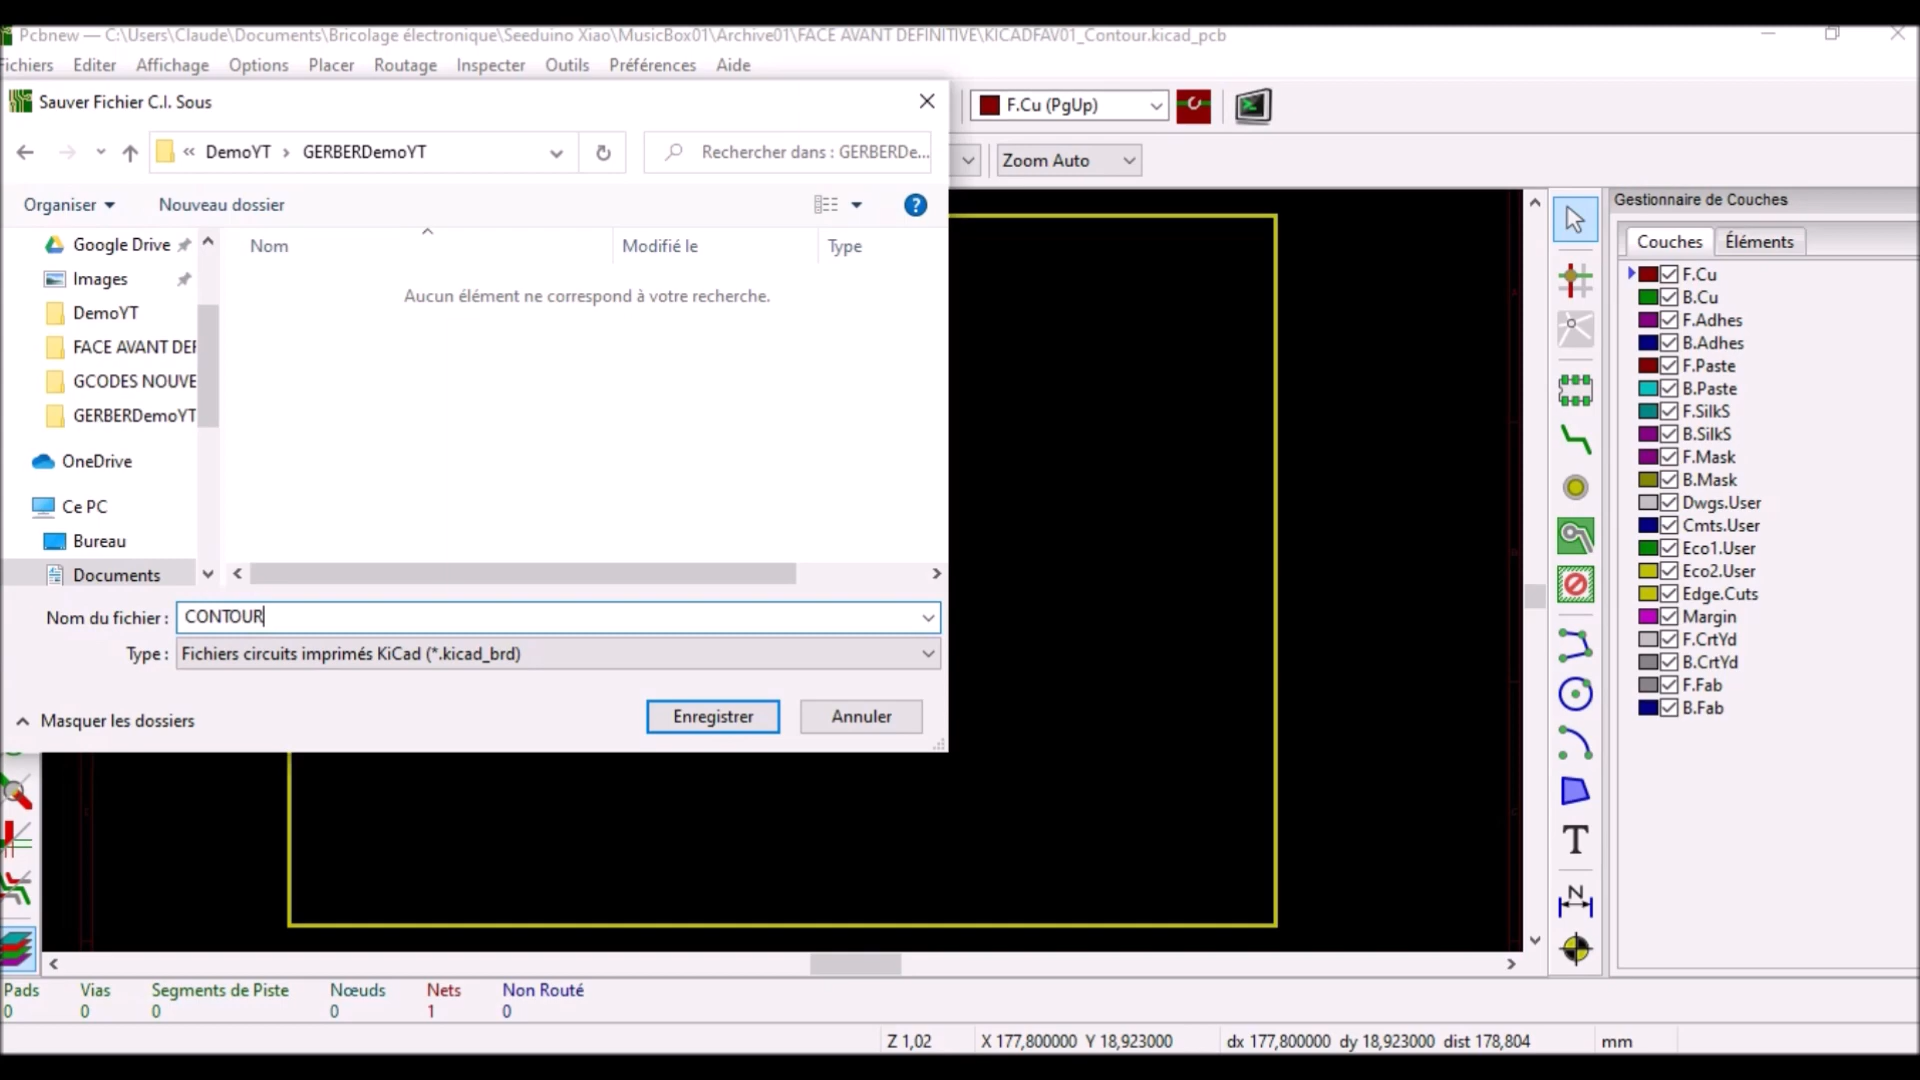 Pcbnew — C:\Users\Claude\Documents\Bricolage électronique\Seeduino Xiao\MusicBox01\Archive01\FACE AVANT DEFINITIVE\KICADFAV01_Contour.kicad_pcb
Fichiers Editer Affichage Options Placer Routage Inspecter Outils Préférences Aide
Sauver Fichier C.I. Sous
F.Cu (PgUp)
« DemoYT › GERBERDemoYT
Rechercher dans : GERBERDe...
Zoom Auto
Organiser
Nouveau dossier
?
Nom
Modifié le
Type
Aucun élément ne correspond à votre recherche.
Google Drive
Images
DemoYT
FACE AVANT DEF
GCODES NOUVE
GERBERDemoYT
OneDrive
Ce PC
Bureau
Documents
Nom du fichier : CONTOUR
Type : Fichiers circuits imprimés KiCad (*.kicad_brd)
Masquer les dossiers
Enregistrer
Annuler
Gestionnaire de Couches
Couches
Éléments
F.Cu
B.Cu
F.Adhes
B.Adhes
F.Paste
B.Paste
F.SilkS
B.SilkS
F.Mask
B.Mask
Dwgs.User
Cmts.User
Eco1.User
Eco2.User
Edge.Cuts
Margin
F.CrtYd
B.CrtYd
F.Fab
B.Fab
T
N
Pads Vias Segments de Piste Nœuds Nets Non Routé
0 0 0 0 1 0
Z 1,02 X 177,800000 Y 18,923000 dx 177,800000 dy 18,923000 dist 178,804 mm